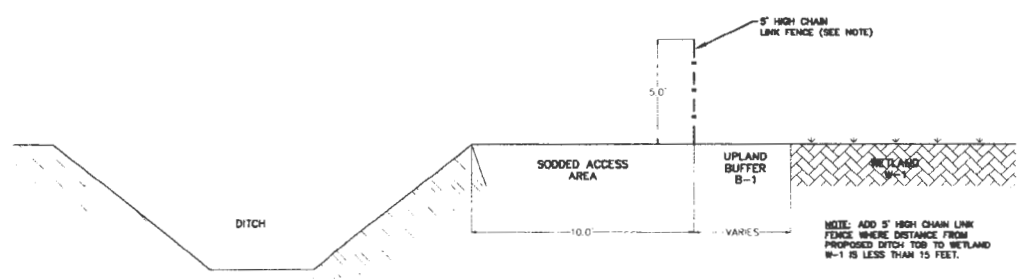 5' HIGH CHAIN
LINK FENCE (SEE NOTE)
5.0'
SODDED ACCESS
AREA
UPLAND
BUFFER
B-1
WETLAND
W-1
DITCH
10.0'
VARIES
NOTE: ADD 5' HIGH CHAIN LINK
FENCE WHERE DISTANCE FROM
PROPOSED DITCH TOB TO WETLAND
W-1 IS LESS THAN 15 FEET.